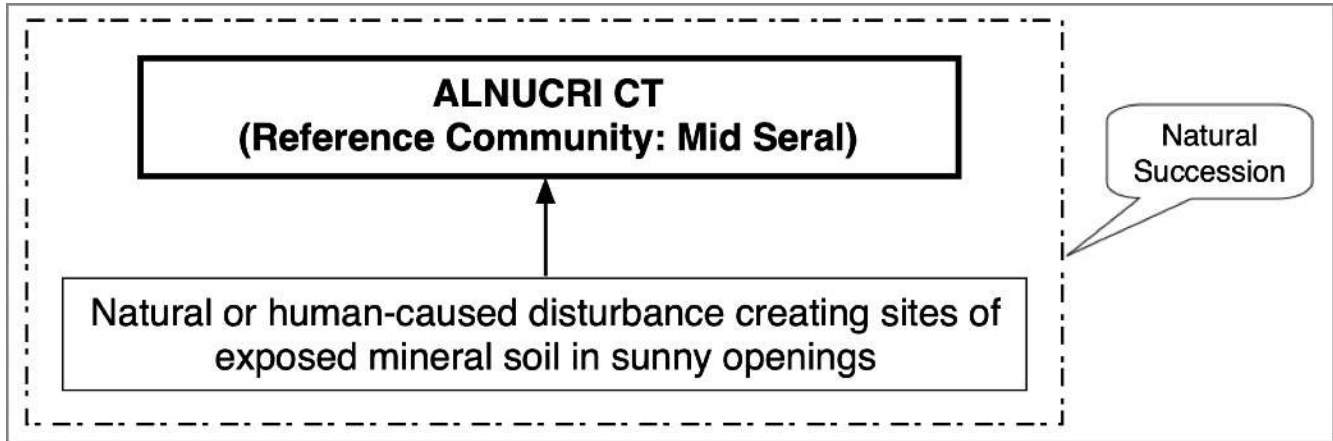 ALNUCRI CT
(Reference Community: Mid Seral)
Natural
Succession
Natural or human-caused disturbance creating sites of
exposed mineral soil in sunny openings